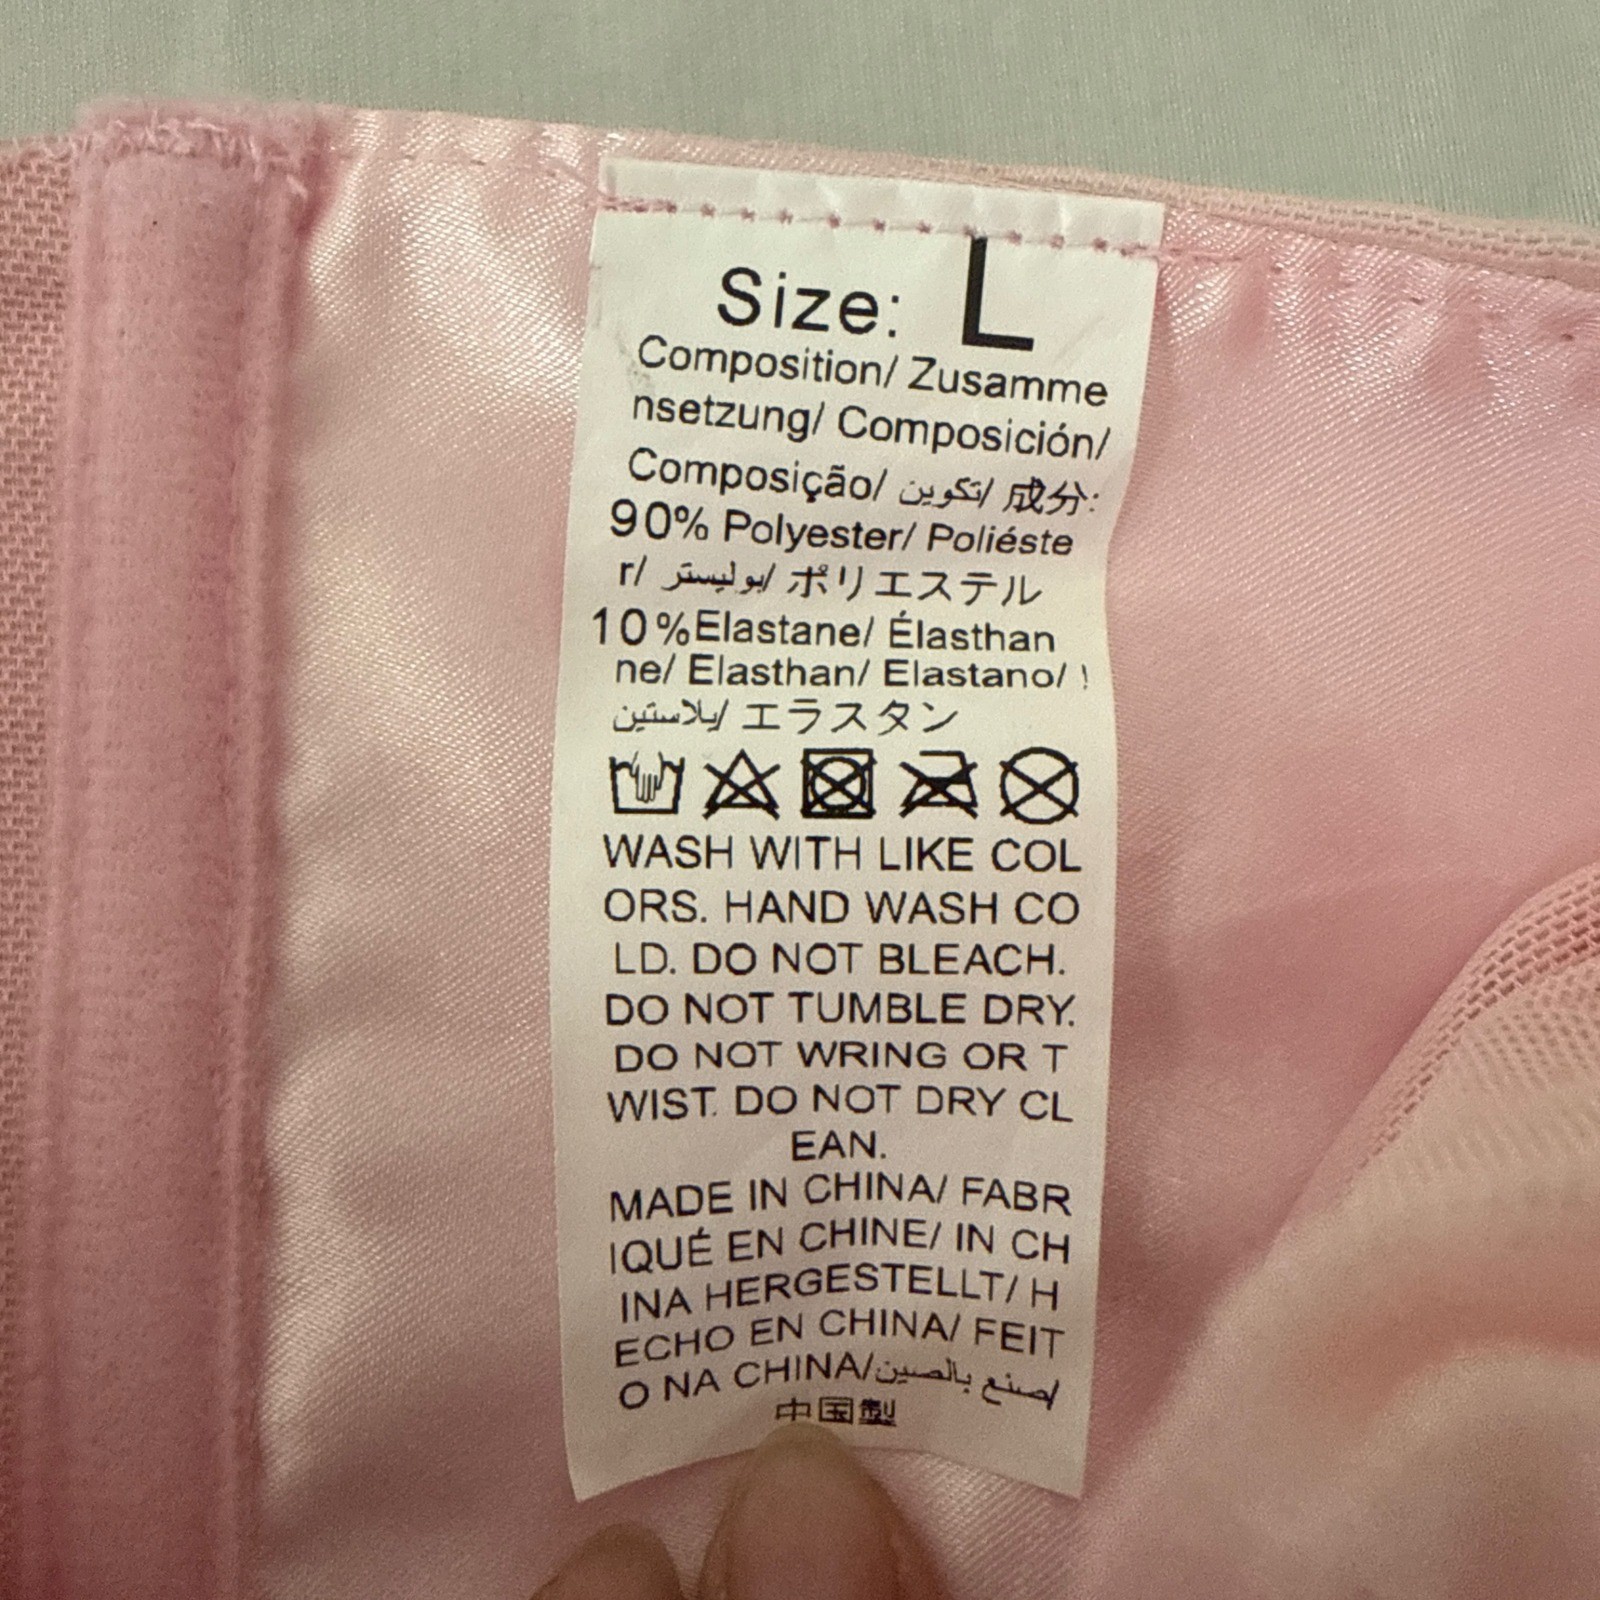 Size: L
Composition/ Zusamme
nsetzung/ Composición/
Composição/ تكوين/ 成分:
90% Polyester/ Poliéste
r/ بوليستر/ ポリエステル
10%Elastane/ Élasthan
ne/ Elasthan/ Elastano/ !
يلاستين/ エラスタン
WASH WITH LIKE COL
ORS. HAND WASH CO
LD. DO NOT BLEACH.
DO NOT TUMBLE DRY.
DO NOT WRING OR T
WIST. DO NOT DRY CL
EAN.
MADE IN CHINA/ FABR
IQUÉ EN CHINE/ IN CH
INA HERGESTELLT/ H
ECHO EN CHINA/ FEIT
O NA CHINA/صنع بالصين/
中国製